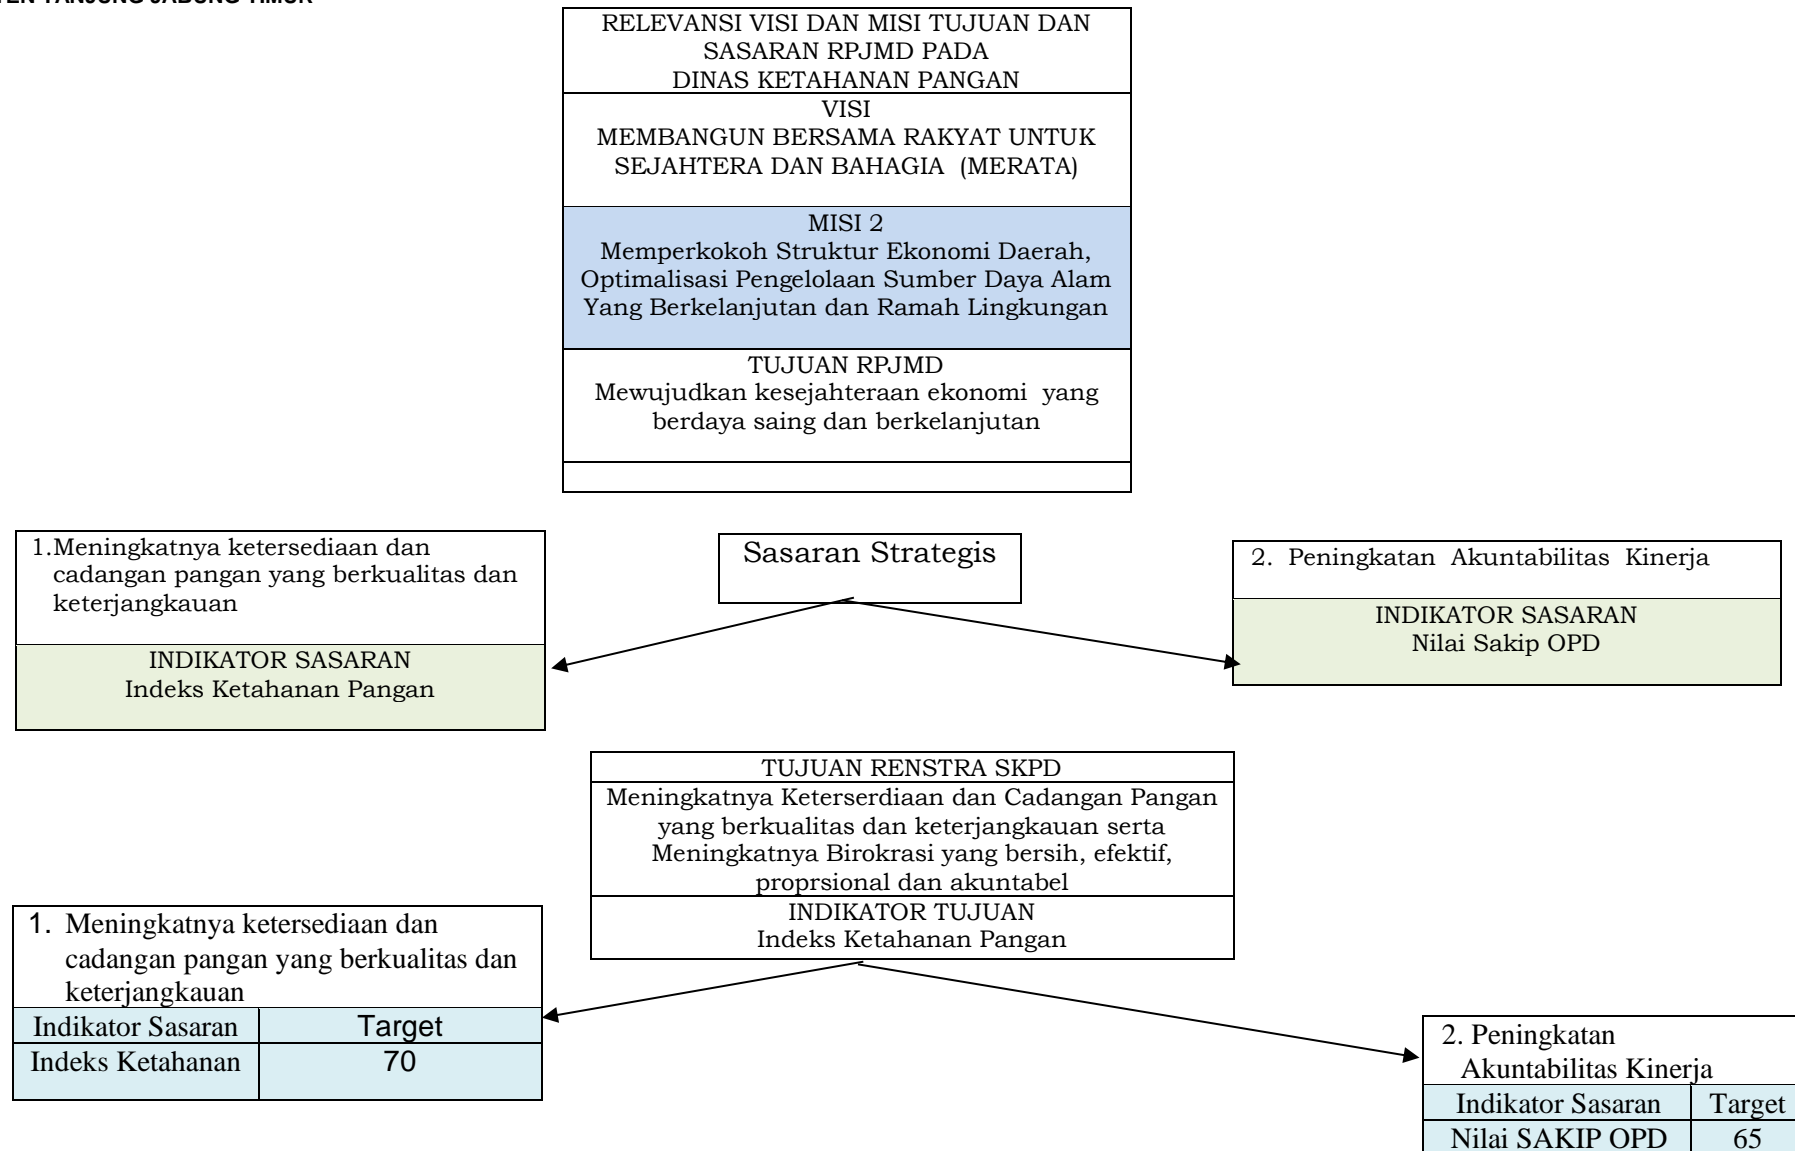 TEN TANJUNG JABUNG TIMUR
RELEVANSI VISI DAN MISI TUJUAN DAN
SASARAN RPJMD PADA
DINAS KETAHANAN PANGAN
VISI
MEMBANGUN BERSAMA RAKYAT UNTUK
SEJAHTERA DAN BAHAGIA (MERATA)
MISI 2
Memperkokoh Struktur Ekonomi Daerah,
Optimalisasi Pengelolaan Sumber Daya Alam
Yang Berkelanjutan dan Ramah Lingkungan
TUJUAN RPJMD
Mewujudkan kesejahteraan ekonomi yang
berdaya saing dan berkelanjutan
Sasaran Strategis
1.Meningkatnya ketersediaan dan
cadangan pangan yang berkualitas dan
keterjangkauan
INDIKATOR SASARAN
Indeks Ketahanan Pangan
2. Peningkatan Akuntabilitas Kinerja
INDIKATOR SASARAN
Nilai Sakip OPD
TUJUAN RENSTRA SKPD
Meningkatnya Keterserdiaan dan Cadangan Pangan
yang berkualitas dan keterjangkauan serta
Meningkatnya Birokrasi yang bersih, efektif,
proprsional dan akuntabel
INDIKATOR TUJUAN
Indeks Ketahanan Pangan
1. Meningkatnya ketersediaan dan
cadangan pangan yang berkualitas dan
keterjangkauan
Indikator Sasaran Target
Indeks Ketahanan 70
2. Peningkatan
Akuntabilitas Kinerja
Indikator Sasaran Target
Nilai SAKIP OPD 65